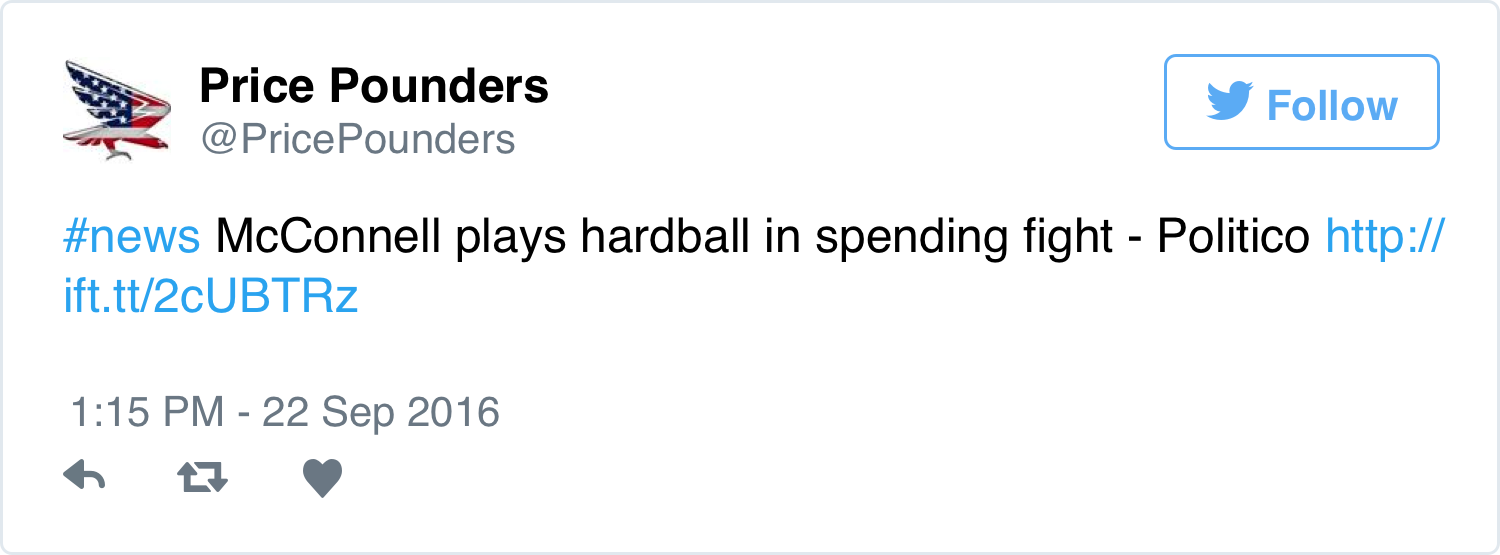 Price Pounders
@PricePounders
Follow
#news McConnell plays hardball in spending fight - Politico http://
ift.tt/2cUBTRz
1:15 PM - 22 Sep 2016